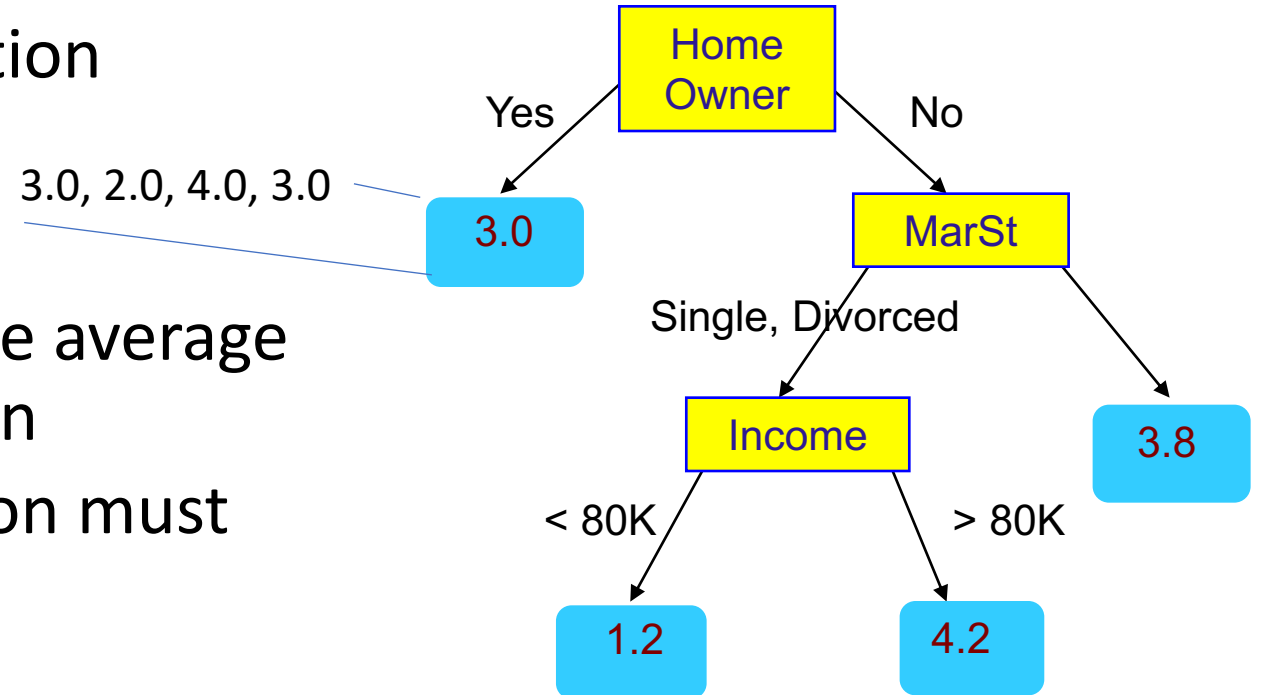 tion
3.0, 2.0, 4.0, 3.0
e average
n
on must
Home
Owner
Yes
No
3.0
MarSt
Single, Divorced
Income
3.8
< 80K
> 80K
1.2
4.2